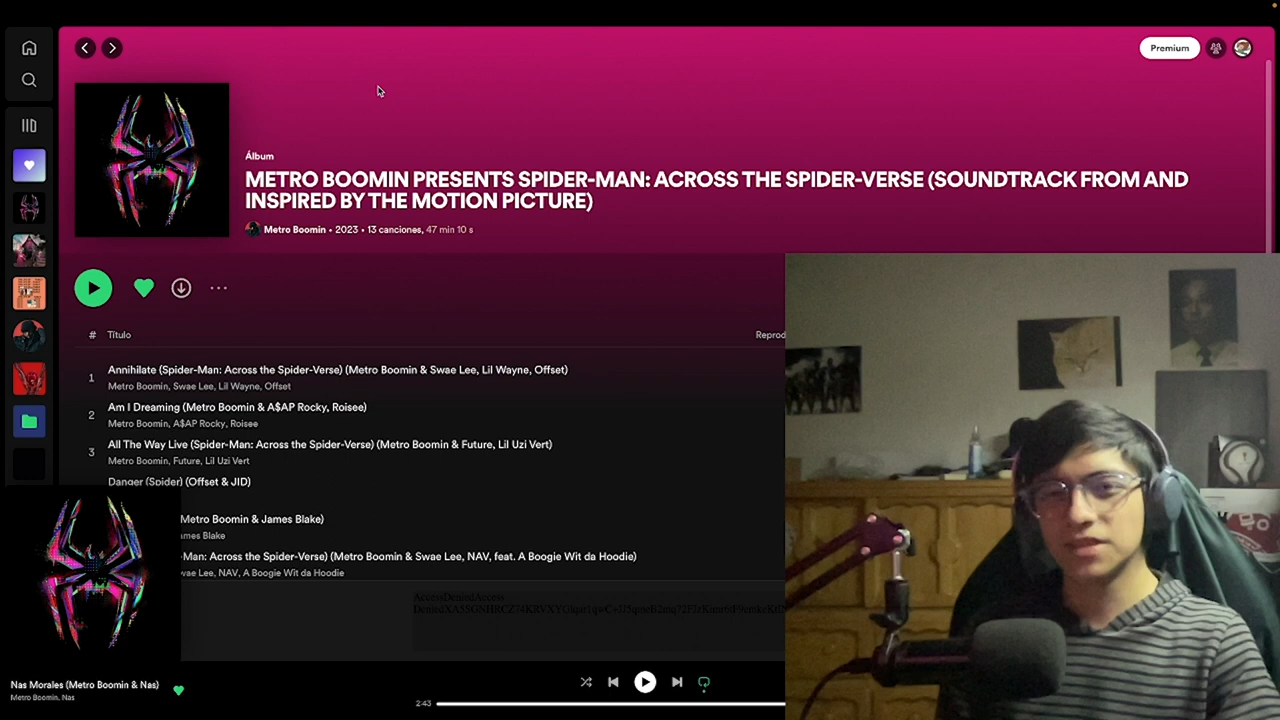 Premium
Álbum
METRO BOOMIN PRESENTS SPIDER-MAN: ACROSS THE SPIDER-VERSE (SOUNDTRACK FROM AND
INSPIRED BY THE MOTION PICTURE)
Metro Boomin • 2023 • 13 canciones, 47 min 10 s
# Título Reprod
1 Annihilate (Spider-Man: Across the Spider-Verse) (Metro Boomin & Swae Lee, Lil Wayne, Offset)
Metro Boomin, Swae Lee, Lil Wayne, Offset
2 Am I Dreaming (Metro Boomin & A$AP Rocky, Roisee)
Metro Boomin, A$AP Rocky, Roisee
3 All The Way Live (Spider-Man: Across the Spider-Verse) (Metro Boomin & Future, Lil Uzi Vert)
Metro Boomin, Future, Lil Uzi Vert
Danger (Spider) (Offset & JID)
Metro Boomin & James Blake)
mes Blake
Man: Across the Spider-Verse) (Metro Boomin & Swae Lee, NAV, feat. A Boogie Wit da Hoodie)
wae Lee, NAV, A Boogie Wit da Hoodie
AccessDeniedAccess
Nas Morales (Metro Boomin & Nas)
Metro Boomin, Nas
2:43